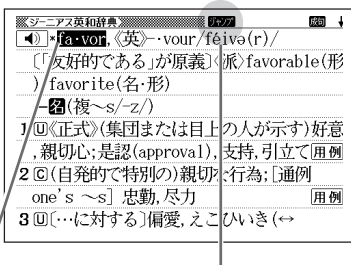 ジーニアス英和辞典 ジャンプ 成句 ↓
*fa·vor,《英》--·vour/féivə(r)/
〔「友好的である」が原義〕《派》favorable(形
) favorite(名・形)
-名(複~s/-z/)
1 Ⓤ《正式》(集団または目上の人が示す)好意
,親切心;是認(approval),支持,引立て用例
2 Ⓒ(自発的で特別の)親切な行為;[通例
one's ~s] 忠勤,尽力 用例
3 Ⓤ〔…に対する〕偏愛,えこひいき(↔